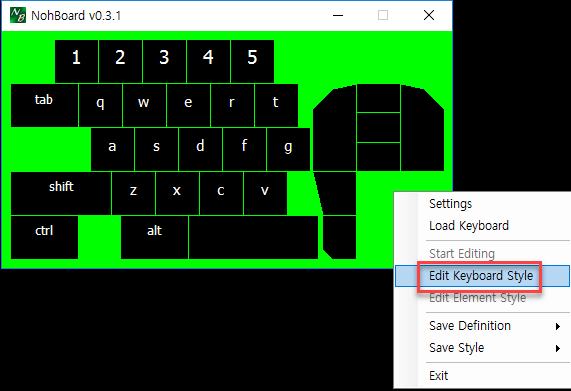 NB NohBoard v0.3.1
1 2 3 4 5
tab q w e r t
a s d f g
shift z x c v
ctrl alt
Settings
Load Keyboard
Start Editing
Edit Keyboard Style
Edit Element Style
Save Definition
Save Style
Exit